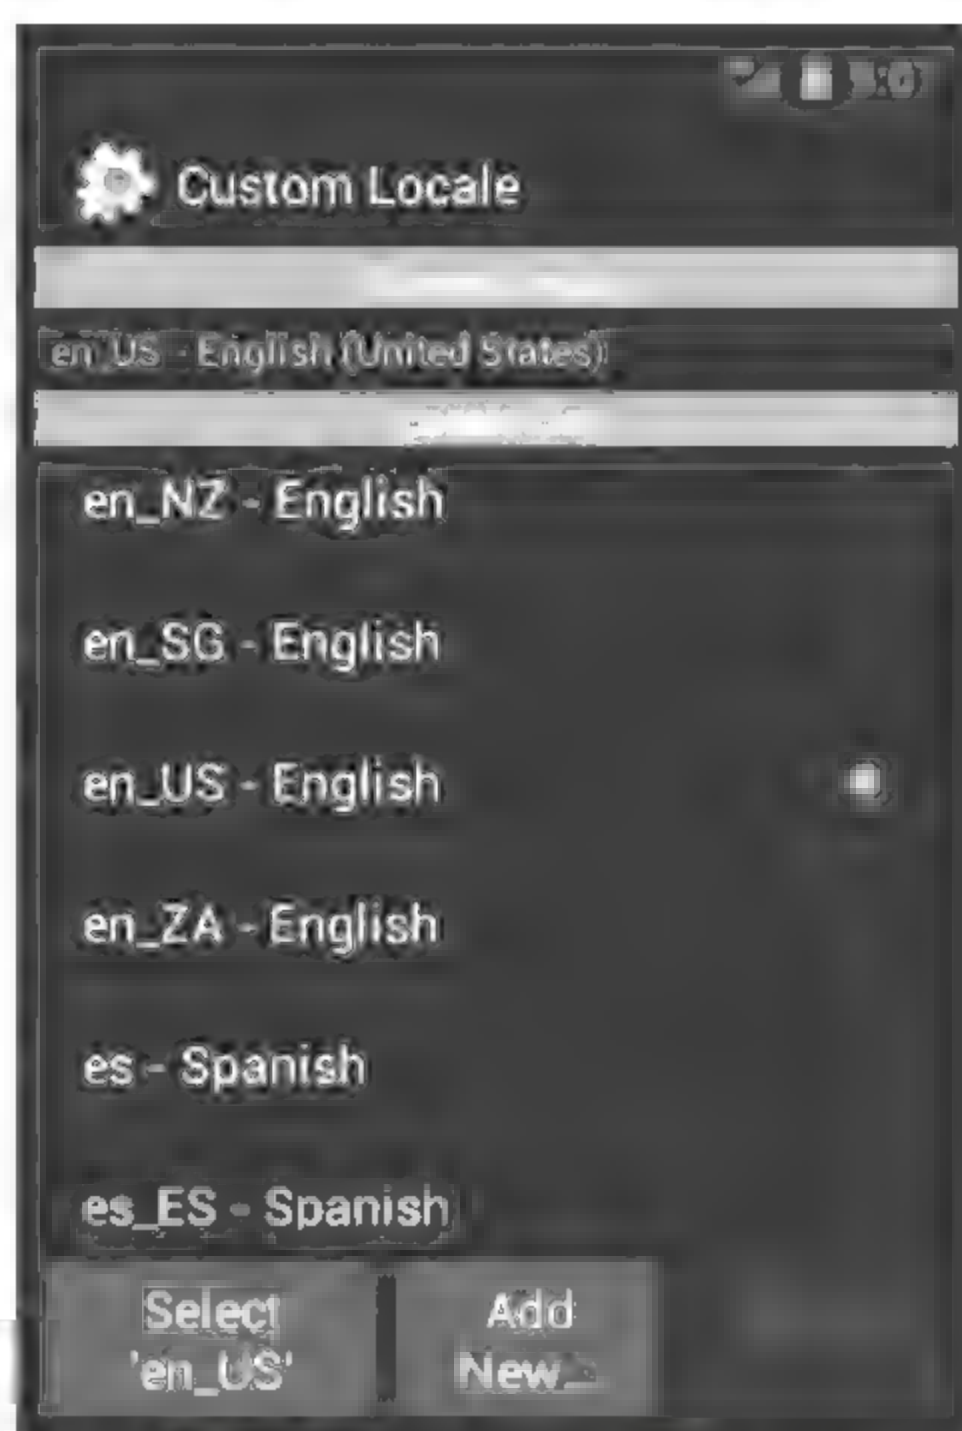 Custom Locale
en_US - English (United States)
en_NZ - English
en_SG - English
en_US - English
en_ZA - English
es - Spanish
es_ES - Spanish
Select
'en_US'
Add
New...